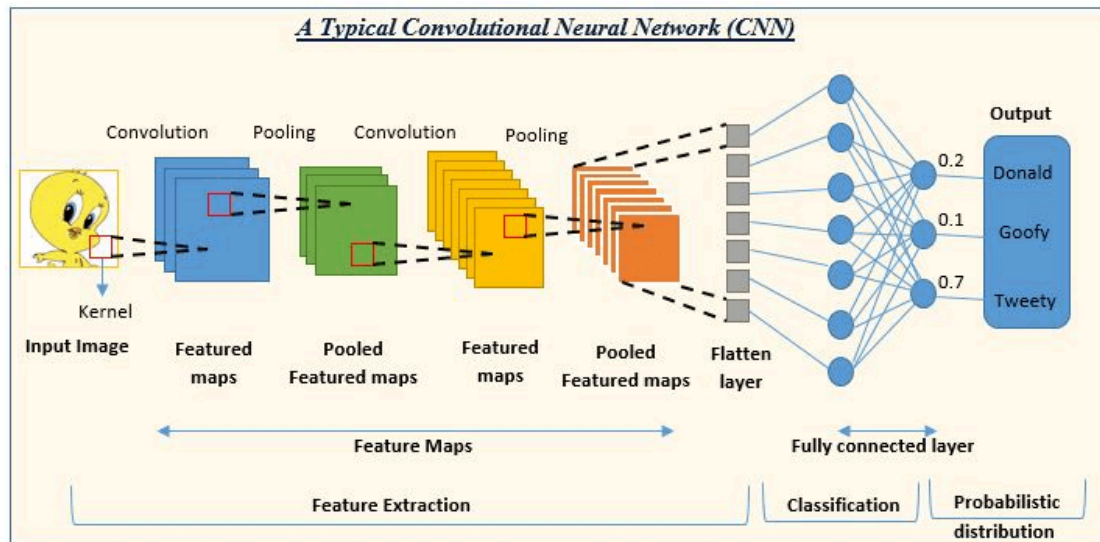 A Typical Convolutional Neural Network (CNN)
Convolution
Pooling
Convolution
Pooling
Output
0.2
Donald
0.1
Goofy
0.7
Tweety
Kernel
Input Image
Featured
maps
Pooled
Featured maps
Featured
maps
Pooled
Featured maps
Flatten
layer
Feature Maps
Fully connected layer
Feature Extraction
Classification
Probabilistic
distribution